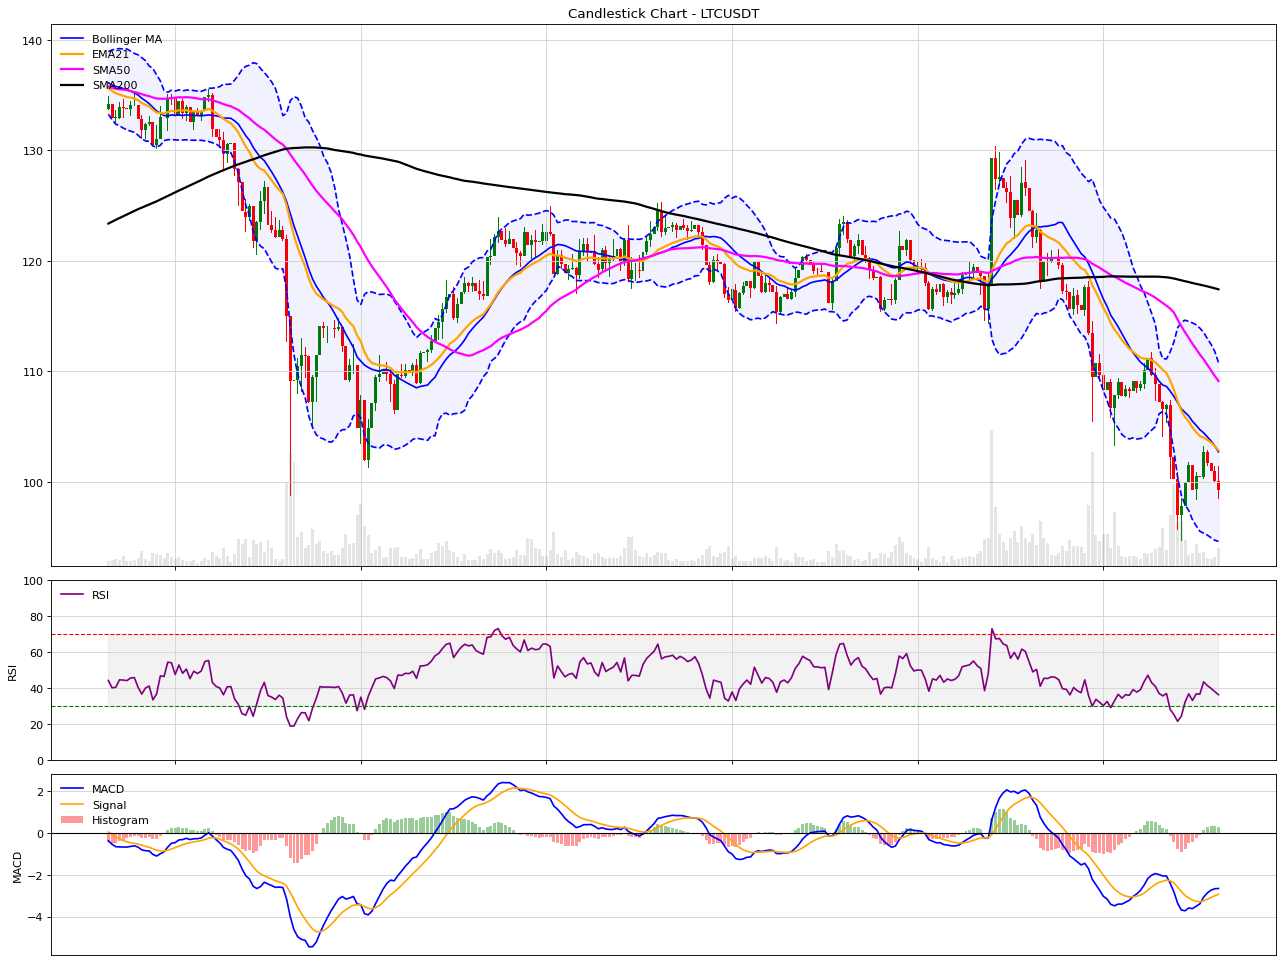 Candlestick Chart - LTCUSDT
Bollinger MA
EMA21
SMA50
SMA200
140
130
120
110
100
RSI
100
80
60
40
20
0
RSI
MACD
Signal
Histogram
2
0
−2
−4
MACD